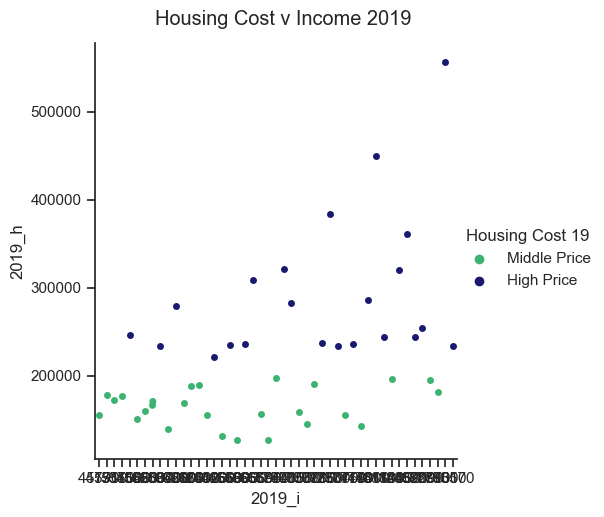 Housing Cost v Income 2019
500000
400000
300000
200000
2019_h
2019_i
Housing Cost 19
Middle Price
High Price